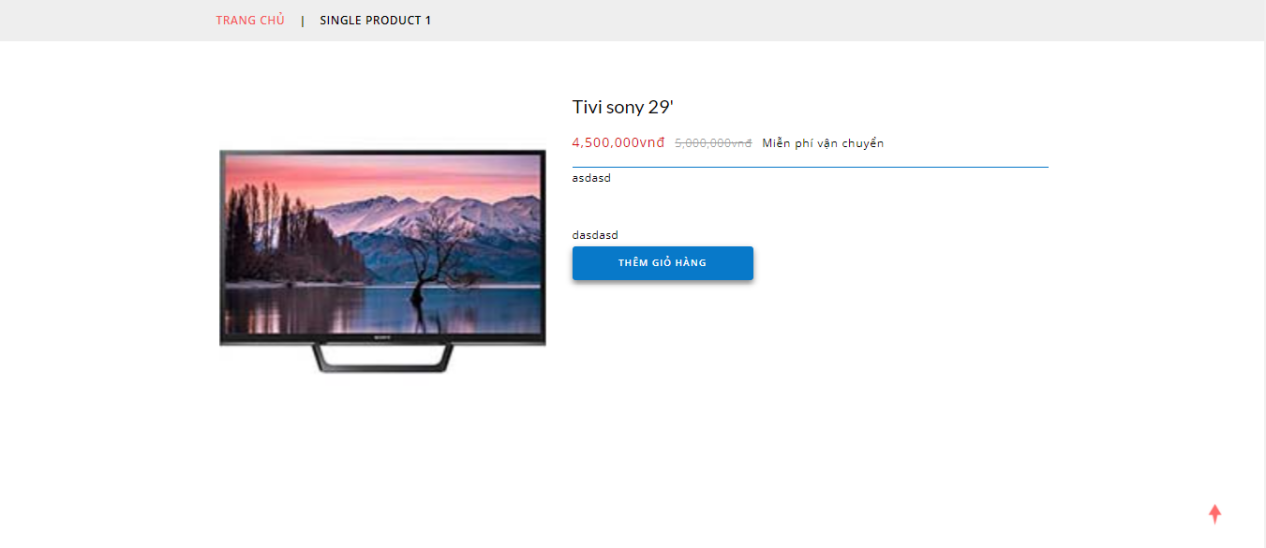 TRANG CHỦ | SINGLE PRODUCT 1
Tivi sony 29'
4,500,000vnđ 5,000,000vnđ Miễn phí vận chuyển
asdasd
dasdasd
THÊM GIỎ HÀNG
SONY